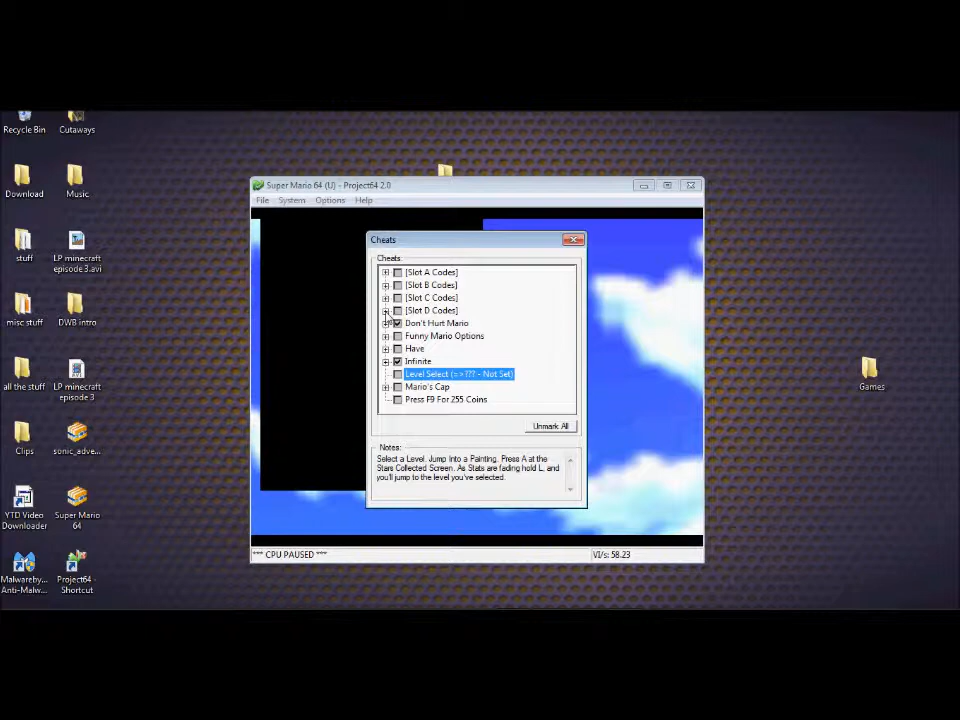 Recycle Bin
Cutaways
Download
Music
stuff
LP minecraft
episode 3.avi
misc stuff
DWB intro
all the stuff
LP minecraft
episode 3
Clips
sonic_adve...
YTD Video
Downloader
Super Mario
64
Malwareby...
Anti-Malw...
Project64 -
Shortcut
Games
Super Mario 64 (U) - Project64 2.0
File System Options Help
Cheats
Cheats:
[Slot A Codes]
[Slot B Codes]
[Slot C Codes]
[Slot D Codes]
Don't Hurt Mario
Funny Mario Options
Have
Infinite
Level Select (=>??? - Not Set)
Mario's Cap
Press F9 For 255 Coins
Unmark All
Notes:
Select a Level. Jump Into a Painting. Press A at the
Stars Collected Screen. As Stats are fading hold L, and
you'll jump to the level you've selected.
*** CPU PAUSED ***
VI/s: 58.23